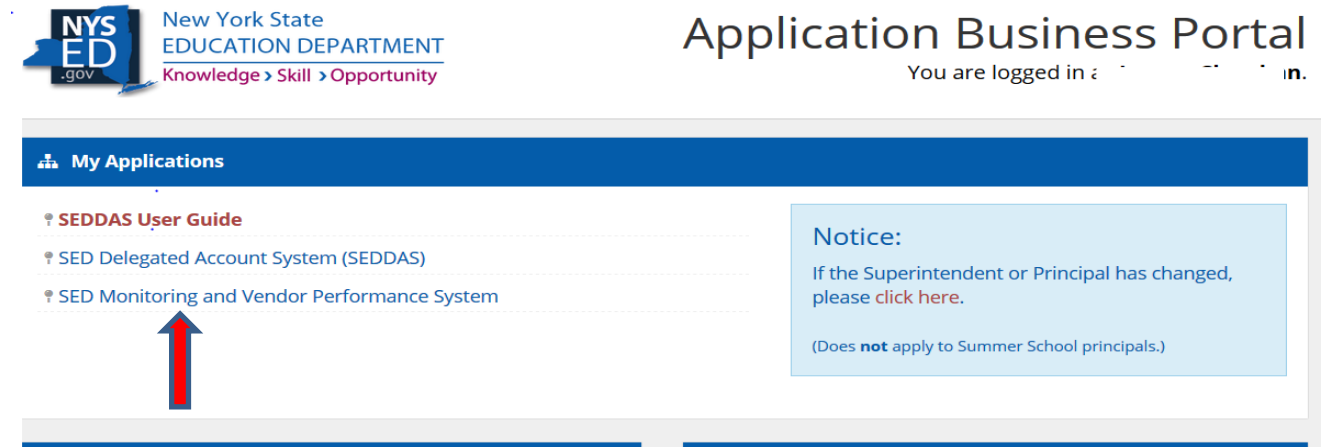 NYS
ED
.gov
New York State
EDUCATION DEPARTMENT
Knowledge > Skill > Opportunity
Application Business Portal
You are logged in
My Applications
SEDDAS User Guide
SED Delegated Account System (SEDDAS)
SED Monitoring and Vendor Performance System
Notice:
If the Superintendent or Principal has changed,
please click here.
(Does not apply to Summer School principals.)